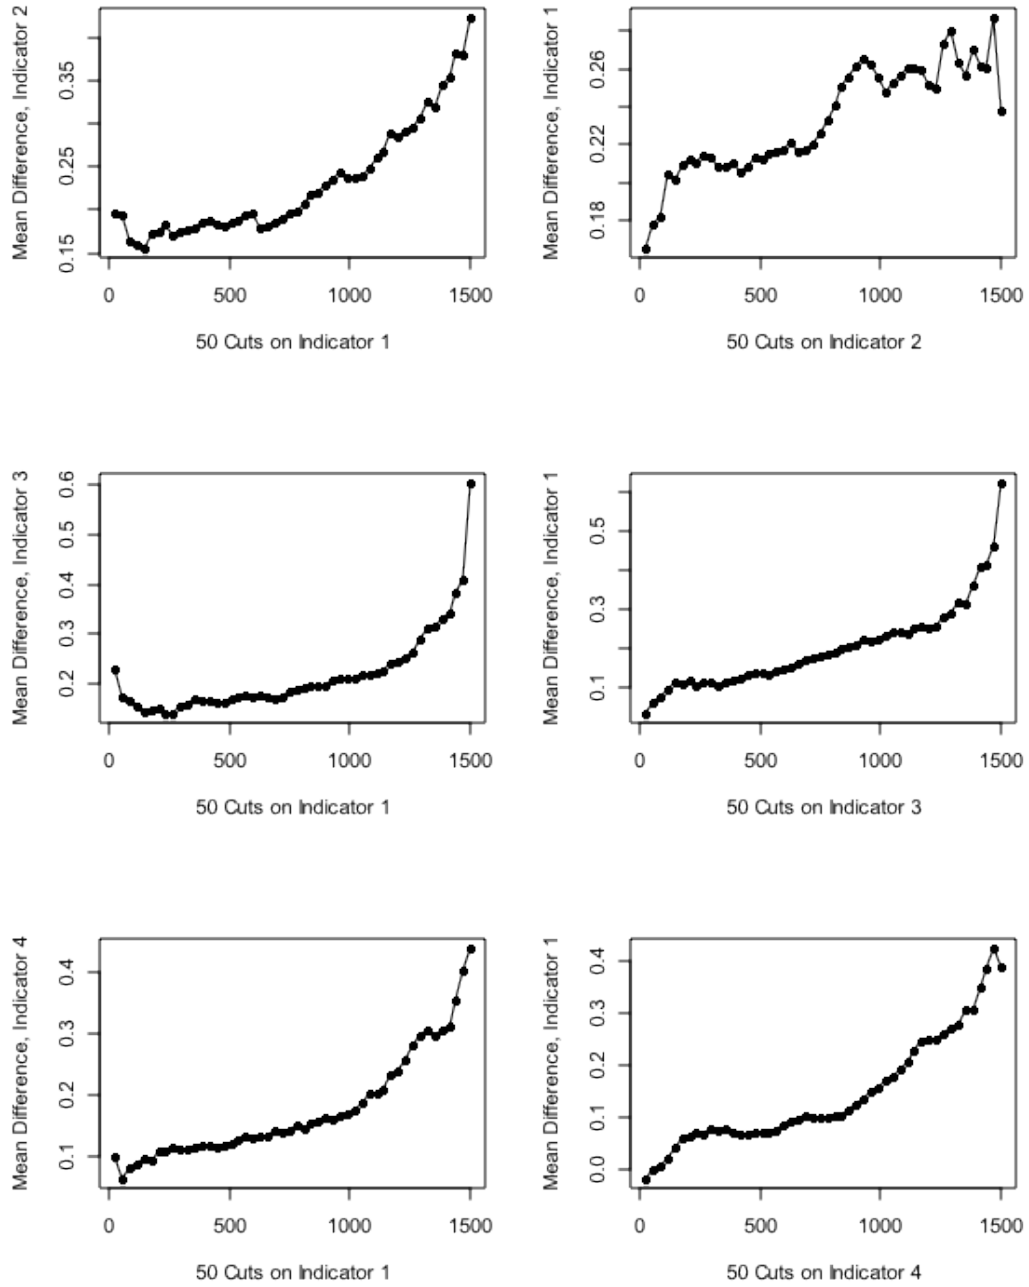 Mean Difference, Indicator 2
0.15 0.25 0.35
0 500 1000 1500
50 Cuts on Indicator 1
Mean Difference, Indicator 1
0.18 0.22 0.26
0 500 1000 1500
50 Cuts on Indicator 2
Mean Difference, Indicator 3
0.2 0.3 0.4 0.5 0.6
0 500 1000 1500
50 Cuts on Indicator 1
Mean Difference, Indicator 1
0.1 0.3 0.5
0 500 1000 1500
50 Cuts on Indicator 3
Mean Difference, Indicator 4
0.1 0.2 0.3 0.4
0 500 1000 1500
50 Cuts on Indicator 1
Mean Difference, Indicator 1
0.0 0.1 0.2 0.3 0.4
0 500 1000 1500
50 Cuts on Indicator 4